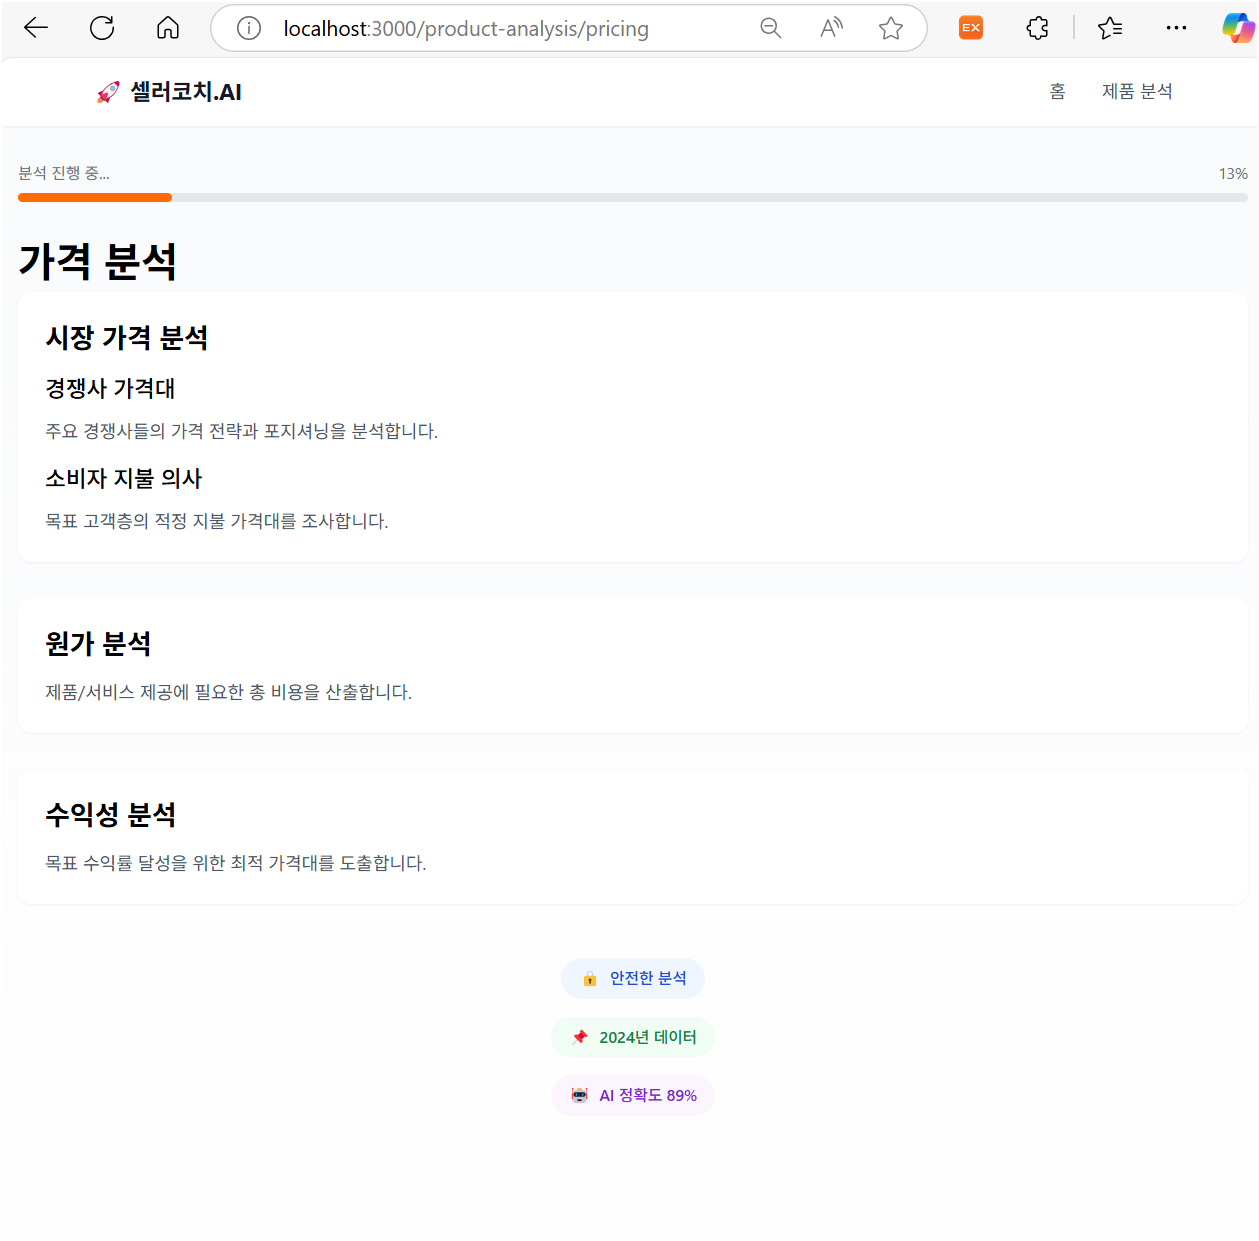 localhost:3000/product-analysis/pricing
EX
셀러코치.AI
홈 제품 분석
분석 진행 중... 13%
가격 분석
시장 가격 분석
경쟁사 가격대
주요 경쟁사들의 가격 전략과 포지셔닝을 분석합니다.
소비자 지불 의사
목표 고객층의 적정 지불 가격대를 조사합니다.
원가 분석
제품/서비스 제공에 필요한 총 비용을 산출합니다.
수익성 분석
목표 수익률 달성을 위한 최적 가격대를 도출합니다.
안전한 분석
2024년 데이터
AI 정확도 89%